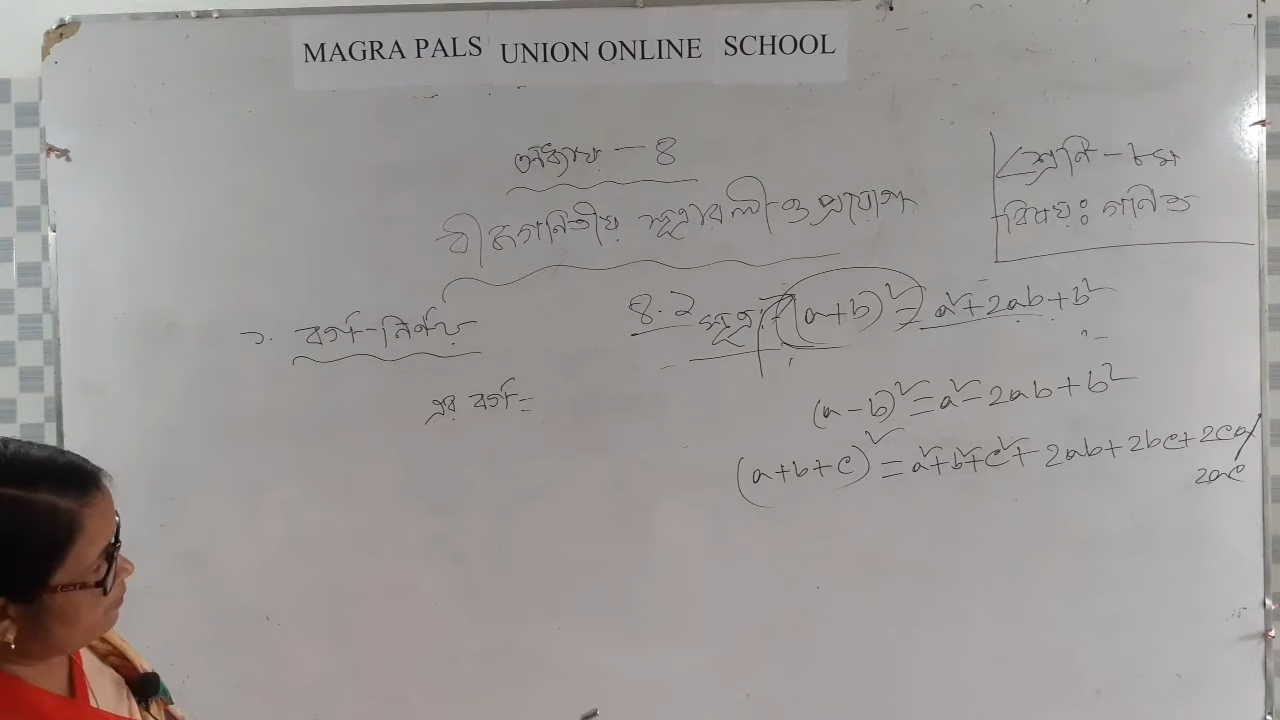 MAGRA PALS UNION ONLINE SCHOOL
অধ্যায় - ৪
বীজগণিতীয় সূত্রাবলী ও প্রয়োগ
শ্রেণি - ৮ম
বিষয়ঃ গণিত
১. বর্গ-নির্ণয়
৪.২ সূত্র: (a+b)² = a²+2ab+b²
এর বর্গ =
(a-b)² = a²-2ab+b²
(a+b+c)² = a²+b²+c²+2ab+2bc+2ca/
2ac